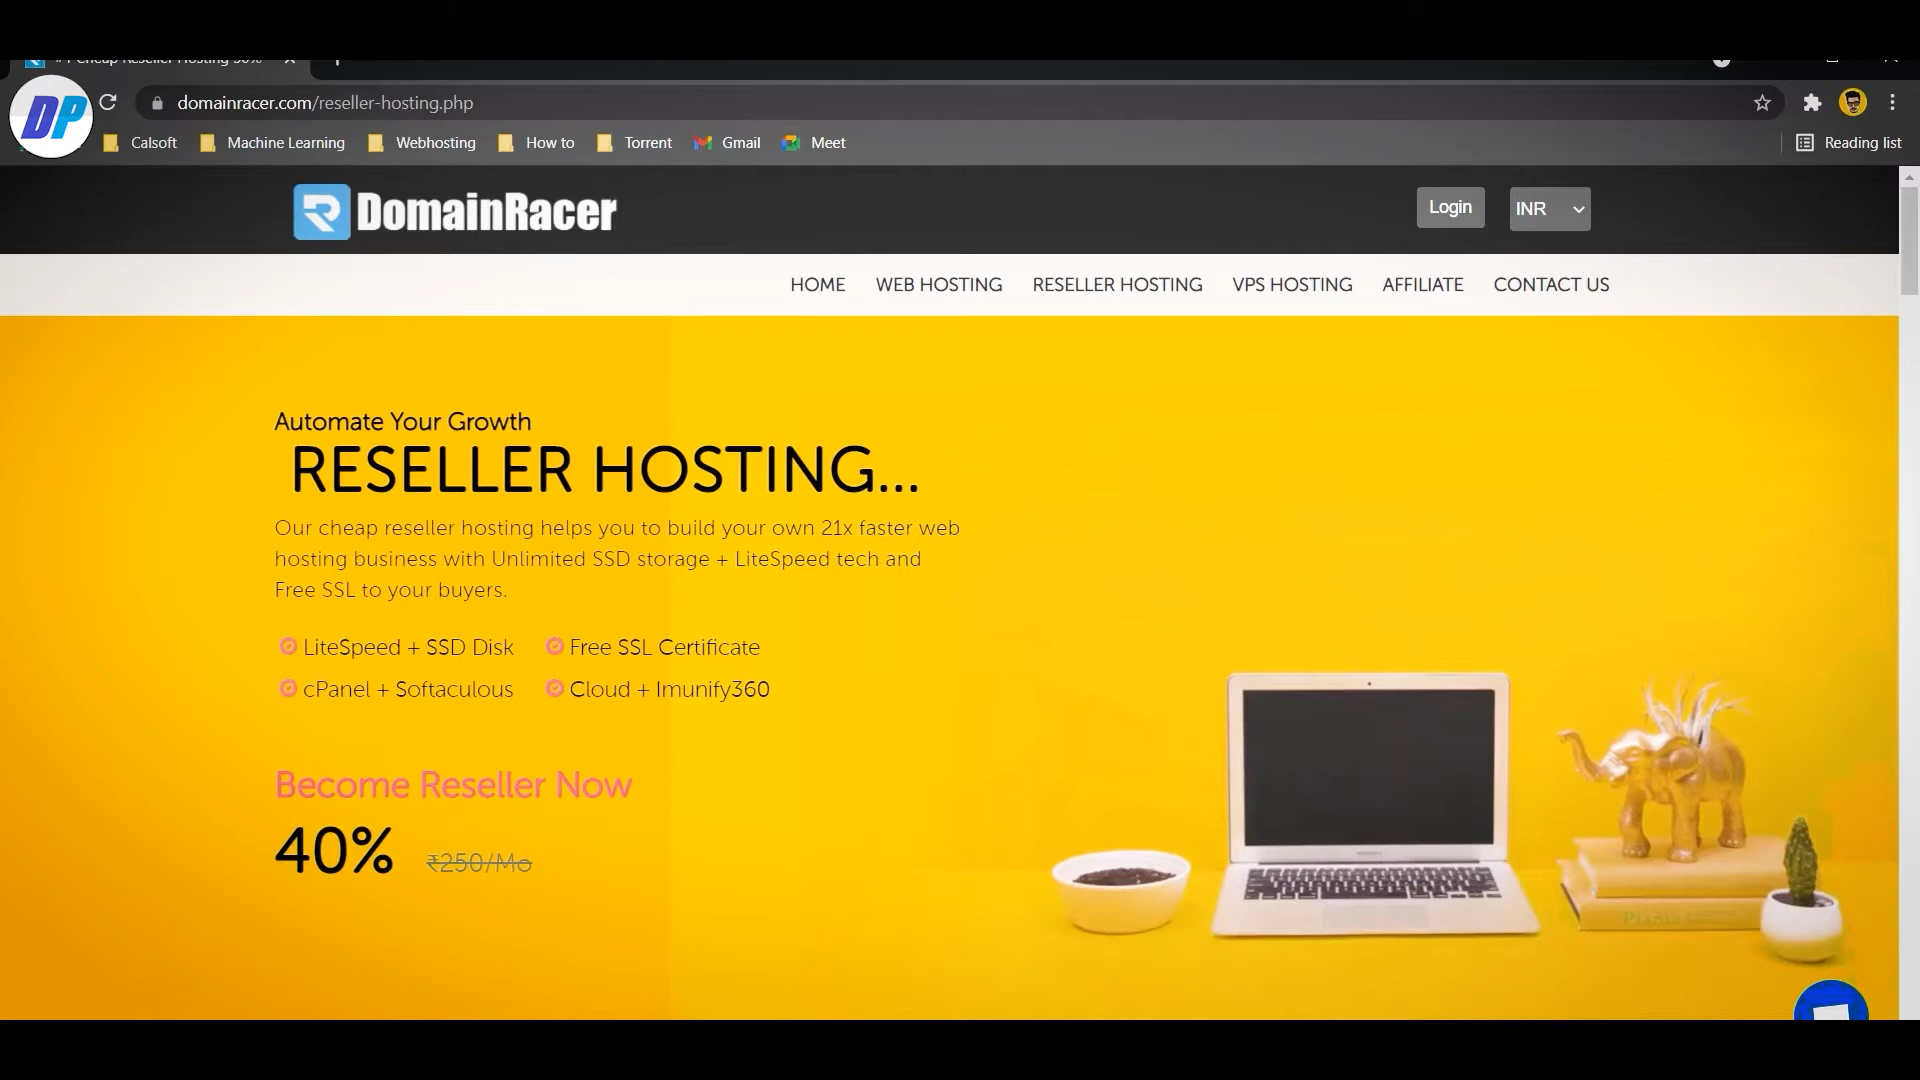 Cheap Reseller Hosting
DP
domainracer.com/reseller-hosting.php
Calsoft
Machine Learning
Webhosting
How to
Torrent
Gmail
Meet
Reading list
DomainRacer
Login
INR
HOME
WEB HOSTING
RESELLER HOSTING
VPS HOSTING
AFFILIATE
CONTACT US
Automate Your Growth
RESELLER HOSTING...
Our cheap reseller hosting helps you to build your own 21x faster web
hosting business with Unlimited SSD storage + LiteSpeed tech and
Free SSL to your buyers.
LiteSpeed + SSD Disk
Free SSL Certificate
cPanel + Softaculous
Cloud + Imunify360
Become Reseller Now
40%
₹250/Mo